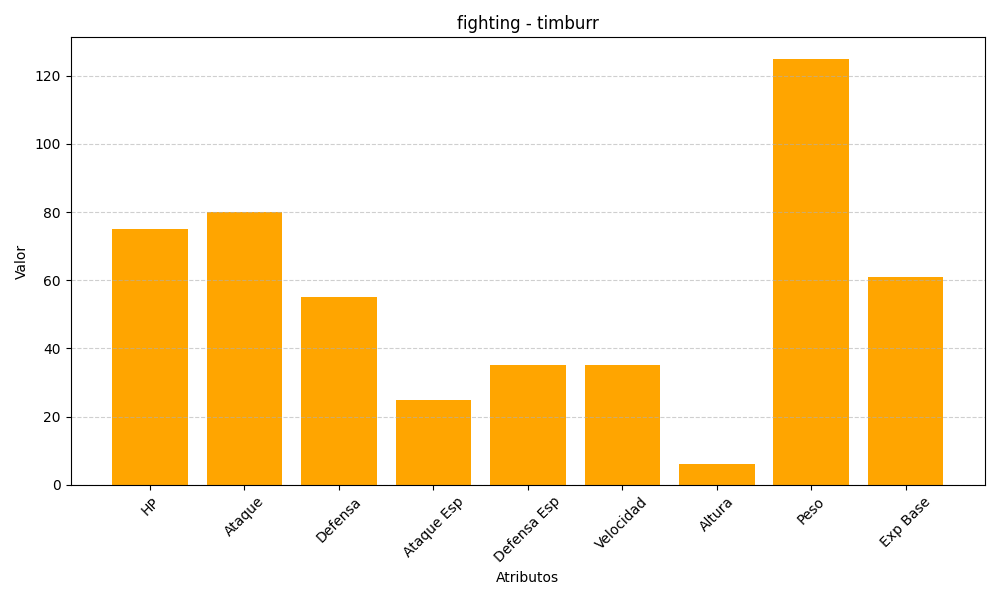 fighting - timburr
Valor
120
100
80
60
40
20
0
HP
Ataque
Defensa
Ataque Esp
Defensa Esp
Velocidad
Altura
Peso
Exp Base
Atributos